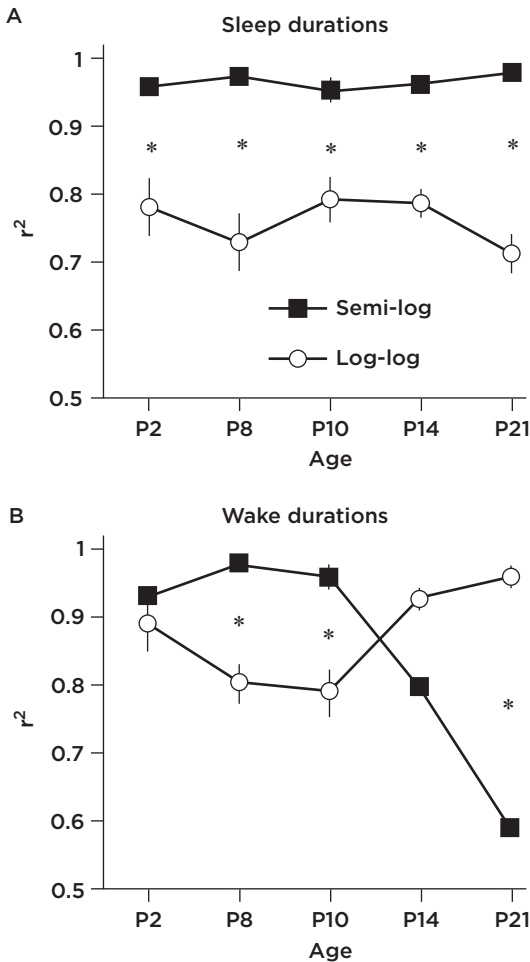 A
Sleep durations
1
0.9
* * * * *
0.8
r²
0.7
Semi-log
0.6
Log-log
0.5
P2 P8 P10 P14 P21
Age
B
Wake durations
1
0.9
* *
0.8
*
r²
0.7
0.6
0.5
P2 P8 P10 P14 P21
Age